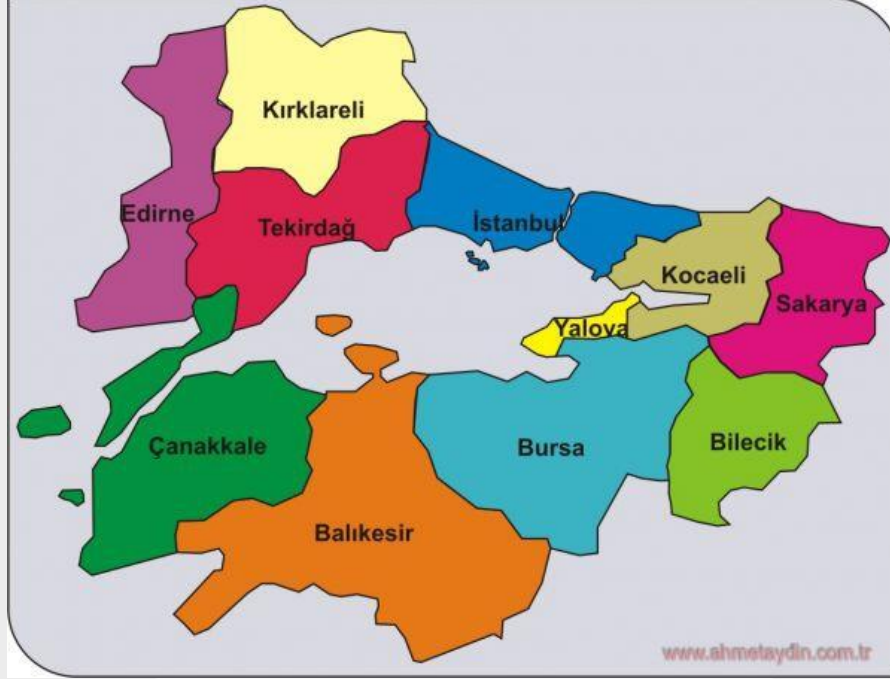 Kırklareli
Edirne
Tekirdağ
İstanbul
Kocaeli
Sakarya
Yalova
Çanakkale
Bursa
Bilecik
Balıkesir
www.ahmetaydin.com.tr